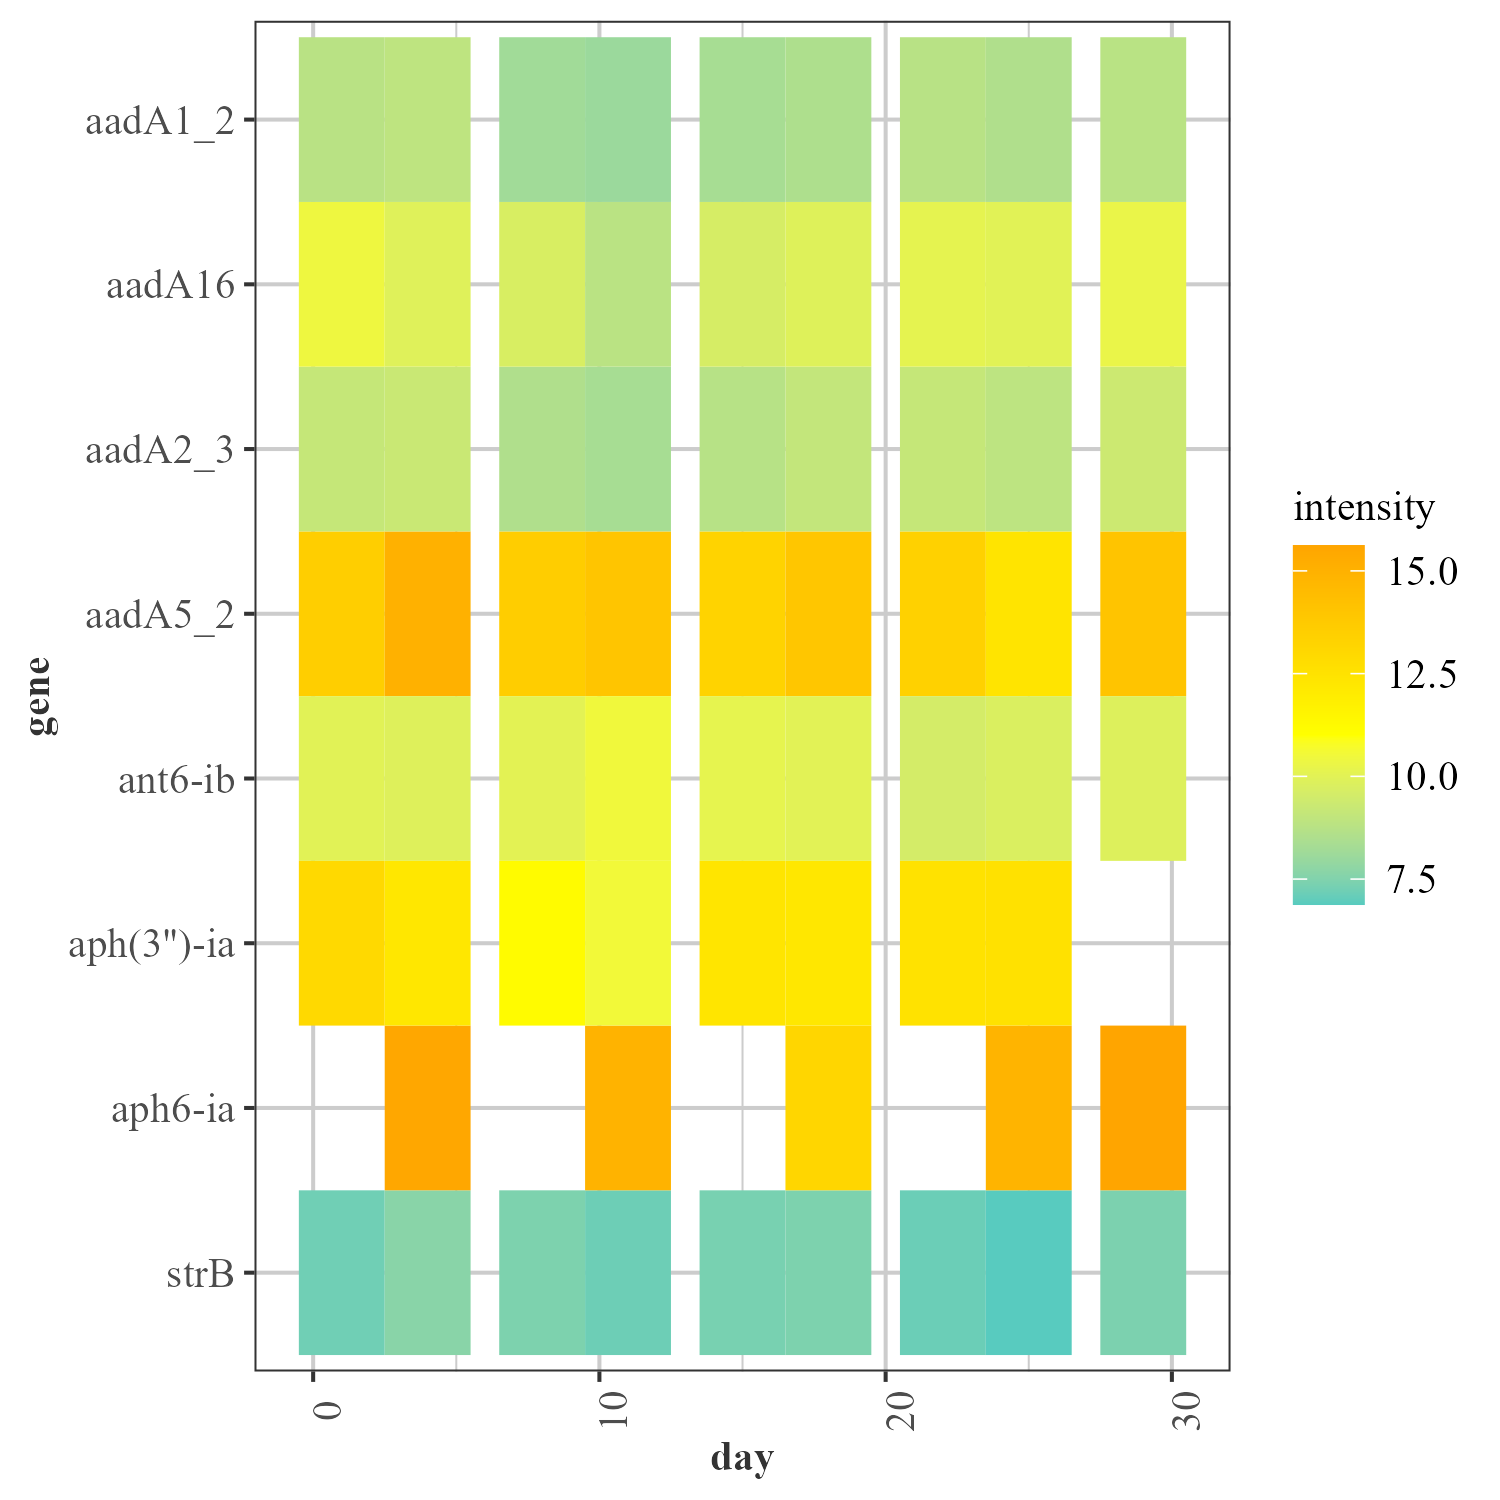 aadA1_2
aadA16
aadA2_3
aadA5_2
ant6-ib
aph(3")-ia
aph6-ia
strB
gene
0
10
20
30
day
intensity
15.0
12.5
10.0
7.5